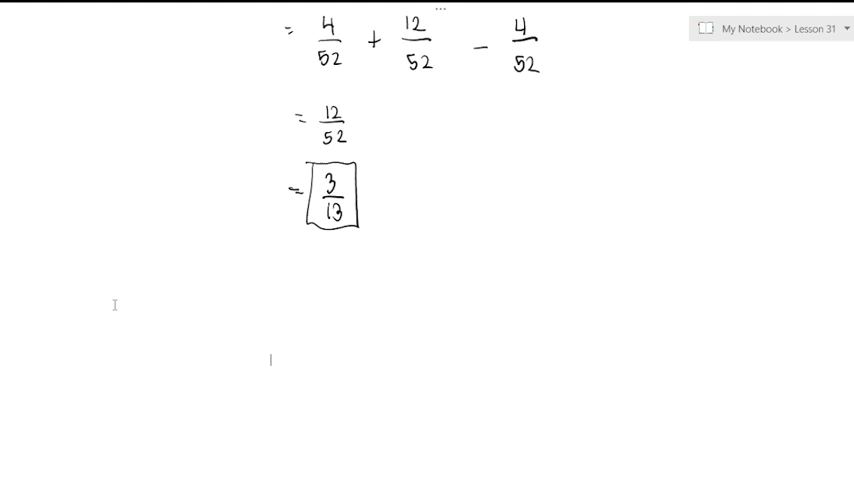 ...
My Notebook > Lesson 31
= 4/52 + 12/52 - 4/52
= 12/52
= 3/13